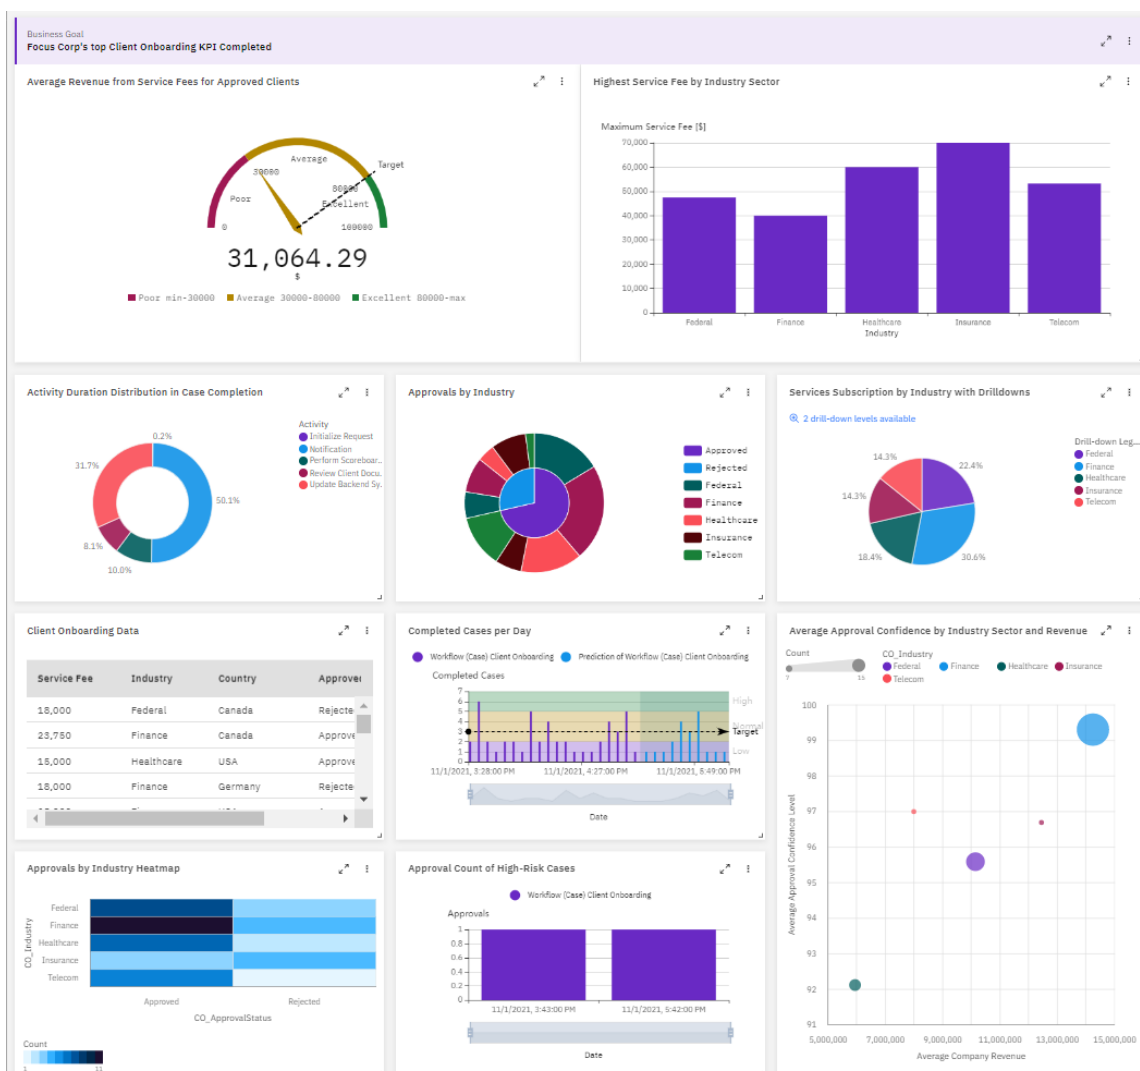 Business Goal
Focus Corp's top Client Onboarding KPI Completed
Average Revenue from Service Fees for Approved Clients
Average
Target
30000
80000
Poor
Excellent
0
100000
31,064.29
$
Poor min-30000 Average 30000-80000 Excellent 80000-max
Highest Service Fee by Industry Sector
Maximum Service Fee [$]
70,000
60,000
50,000
40,000
30,000
20,000
10,000
0
Federal Finance Healthcare Insurance Telecom
Industry
Activity Duration Distribution in Case Completion
0.2%
31.7%
50.1%
8.1%
10.0%
Activity
Initialize Request
Notification
Perform Scoreboar...
Review Client Docu...
Update Backend Sy...
Approvals by Industry
Approved
Rejected
Federal
Finance
Healthcare
Insurance
Telecom
Services Subscription by Industry with Drilldowns
2 drill-down levels available
14.3%
22.4%
14.3%
18.4%
30.6%
Drill-down Leg...
Federal
Finance
Healthcare
Insurance
Telecom
Client Onboarding Data
Service Fee Industry Country Approve
18,000 Federal Canada Rejecte
23,750 Finance Canada Approve
15,000 Healthcare USA Approve
18,000 Finance Germany Rejecte
Completed Cases per Day
Workflow (Case) Client Onboarding Prediction of Workflow (Case) Client Onboarding
Completed Cases
7
6
5
4
3
2
1
0
High
Normal
Target
Low
11/1/2021, 3:28:00 PM 11/1/2021, 4:27:00 PM 11/1/2021, 5:49:00 PM
Date
Average Approval Confidence by Industry Sector and Revenue
Count
7 15
CO_Industry
Federal Finance Healthcare Insurance
Telecom
Average Approval Confidence Level
100
99
98
97
96
95
94
93
92
91
5,000,000 7,000,000 9,000,000 11,000,000 13,000,000 15,000,000
Average Company Revenue
Approvals by Industry Heatmap
CO_Industry
Federal
Finance
Healthcare
Insurance
Telecom
Approved Rejected
CO_ApprovalStatus
Count
1 11
Approval Count of High-Risk Cases
Workflow (Case) Client Onboarding
Approvals
1
0.8
0.6
0.4
0.2
0
11/1/2021, 3:43:00 PM 11/1/2021, 5:42:00 PM
Date